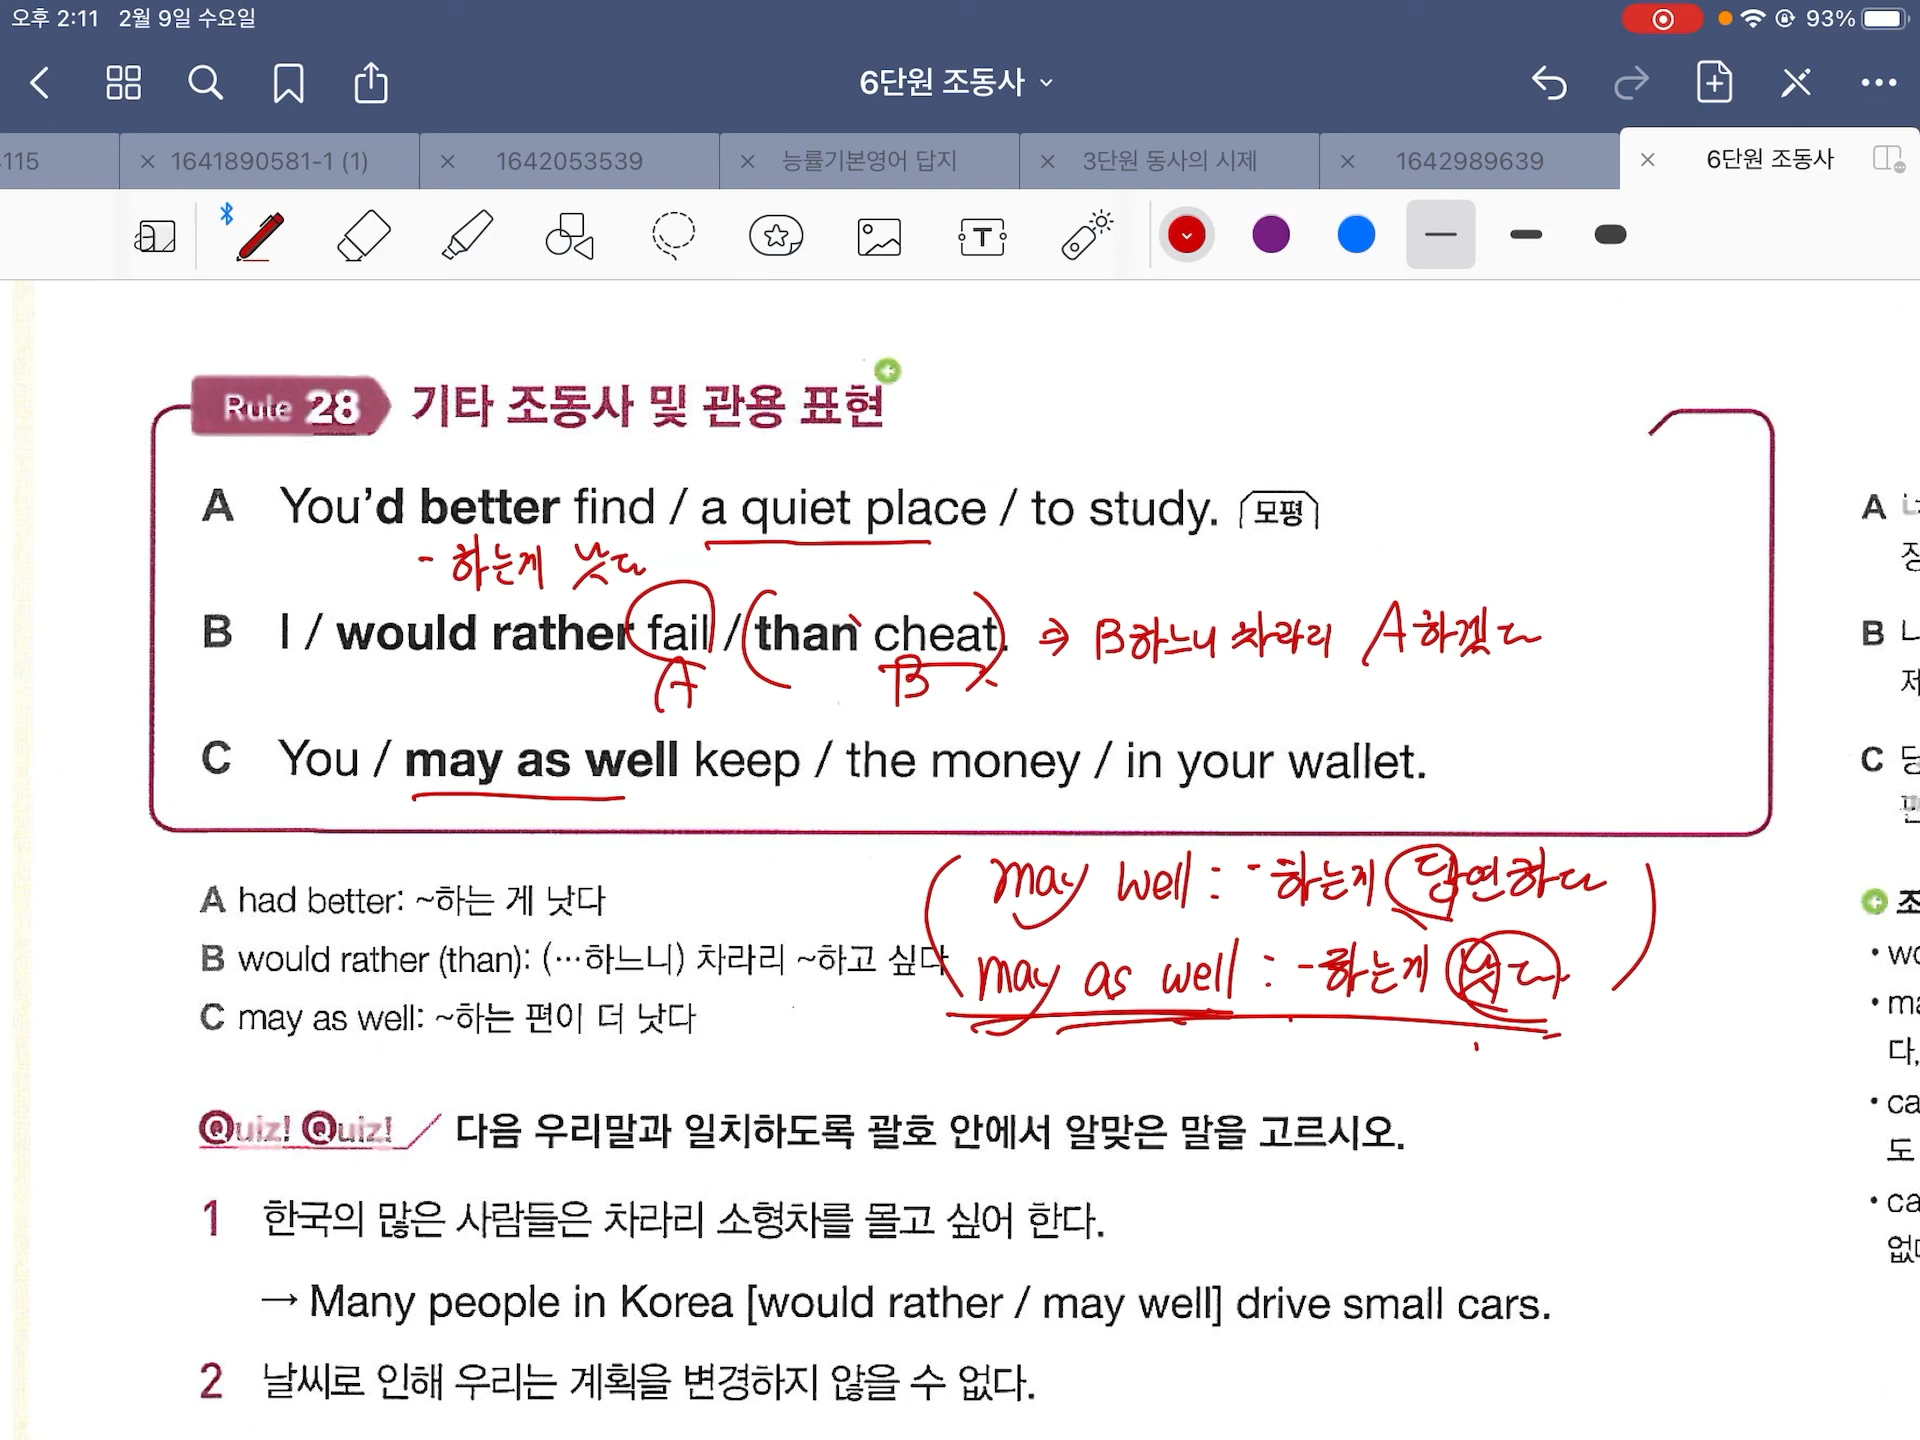 오후 2:11 2월 9일 수요일
93%
6단원 조동사
115
1641890581-1 (1)
1642053539
능률기본영어 답지
3단원 동사의 시제
1642989639
6단원 조동사
Rule 28 기타 조동사 및 관용 표현
A You'd better find / a quiet place / to study. 모평
- 하는게 낫다
B I / would rather fail / than cheat. ⇒ B하느니 차라리 A하겠다
A B
C You / may as well keep / the money / in your wallet.
may well : -하는게 당연하다
A had better: ~하는 게 낫다
B would rather (than): (…하느니) 차라리 ~하고 싶다
may as well : -하는게 낫다
C may as well: ~하는 편이 더 낫다
Quiz! Quiz! 다음 우리말과 일치하도록 괄호 안에서 알맞은 말을 고르시오.
1 한국의 많은 사람들은 차라리 소형차를 몰고 싶어 한다.
→ Many people in Korea [would rather / may well] drive small cars.
2 날씨로 인해 우리는 계획을 변경하지 않을 수 없다.
A
B
C